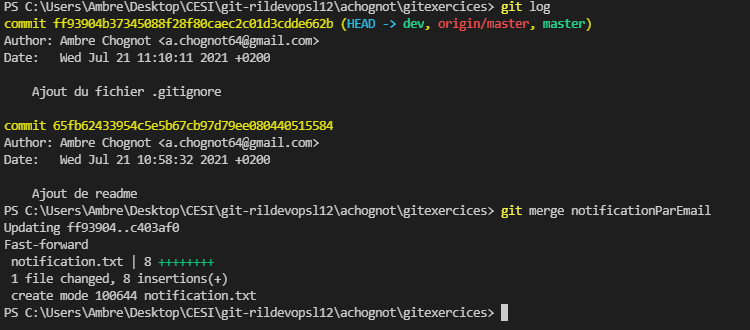 PS C:\Users\Ambre\Desktop\CESI\git-rildevopsl12\achognot\gitexercices> git log
commit ff93904b37345088f28f80caec2c01d3cdde662b (HEAD -> dev, origin/master, master)
Author: Ambre Chognot <a.chognot64@gmail.com>
Date:   Wed Jul 21 11:10:11 2021 +0200
    Ajout du fichier .gitignore
commit 65fb62433954c5e5b67cb97d79ee080440515584
Author: Ambre Chognot <a.chognot64@gmail.com>
Date:   Wed Jul 21 10:58:32 2021 +0200
    Ajout de readme
PS C:\Users\Ambre\Desktop\CESI\git-rildevopsl12\achognot\gitexercices> git merge notificationParEmail
Updating ff93904..c403af0
Fast-forward
 notification.txt | 8 ++++++++
 1 file changed, 8 insertions(+)
 create mode 100644 notification.txt
PS C:\Users\Ambre\Desktop\CESI\git-rildevopsl12\achognot\gitexercices>